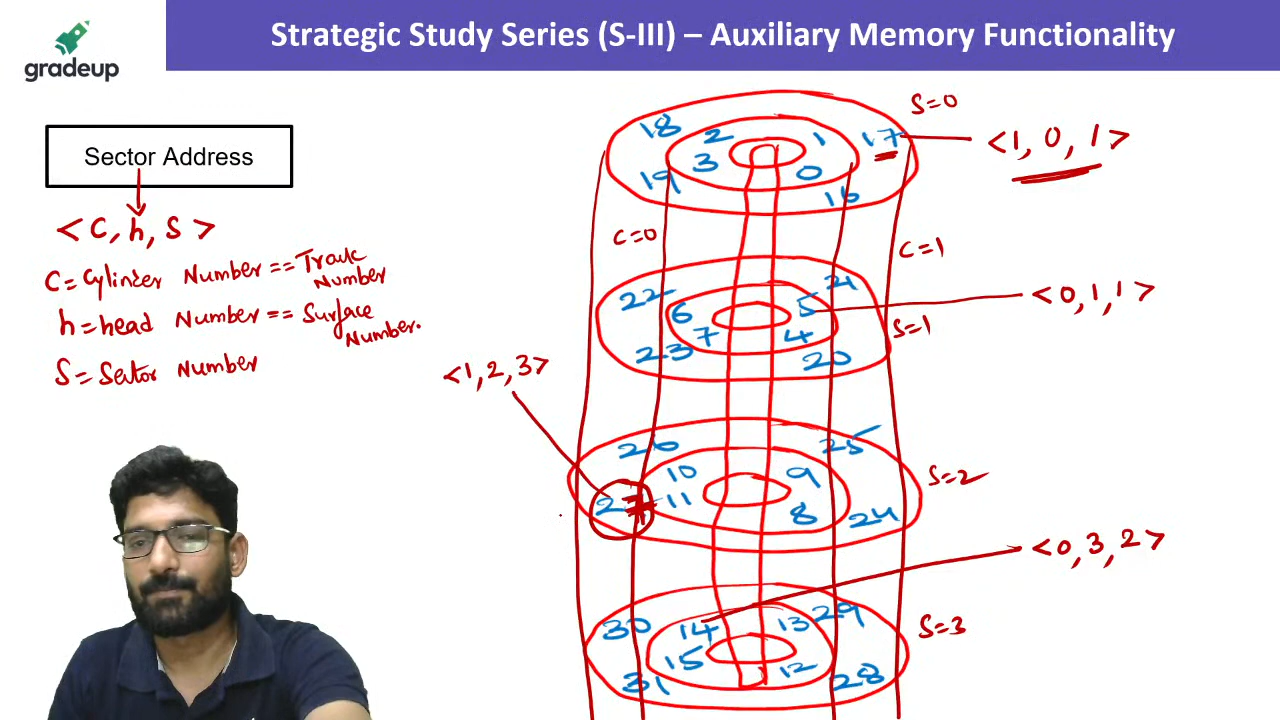 Strategic Study Series (S-III) – Auxiliary Memory Functionality
gradeup
Sector Address
< C, h, S >
C = Cylinder Number == Track Number
h = head Number == Surface Number.
S = Sector Number
S=0
18 2 1 17
<1, 0, 1>
19 3 0 16
C=0
C=1
22 6 5 21
<0,1,1>
23 7 4 20
S=1
<1,2,3>
26 10 9 25
S=2
27 11 8 24
<0,3,2>
30 14 13 29
S=3
31 15 12 28